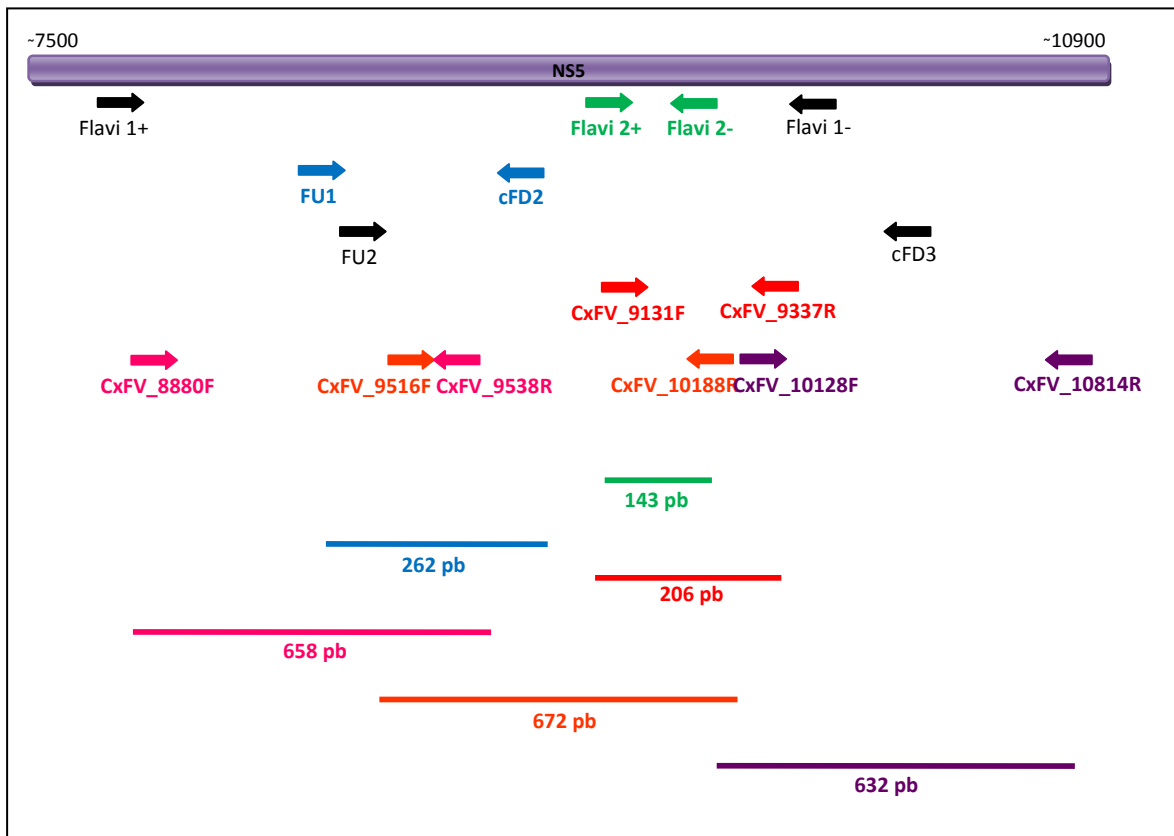 ~7500 ~10900
NS5
Flavi 1+ Flavi 2+ Flavi 2- Flavi 1-
FU1 cFD2
FU2 cFD3
CxFV_9131F CxFV_9337R
CxFV_8880F CxFV_9516F CxFV_9538R CxFV_10188R CxFV_10128F CxFV_10814R
143 pb
262 pb
206 pb
658 pb
672 pb
632 pb